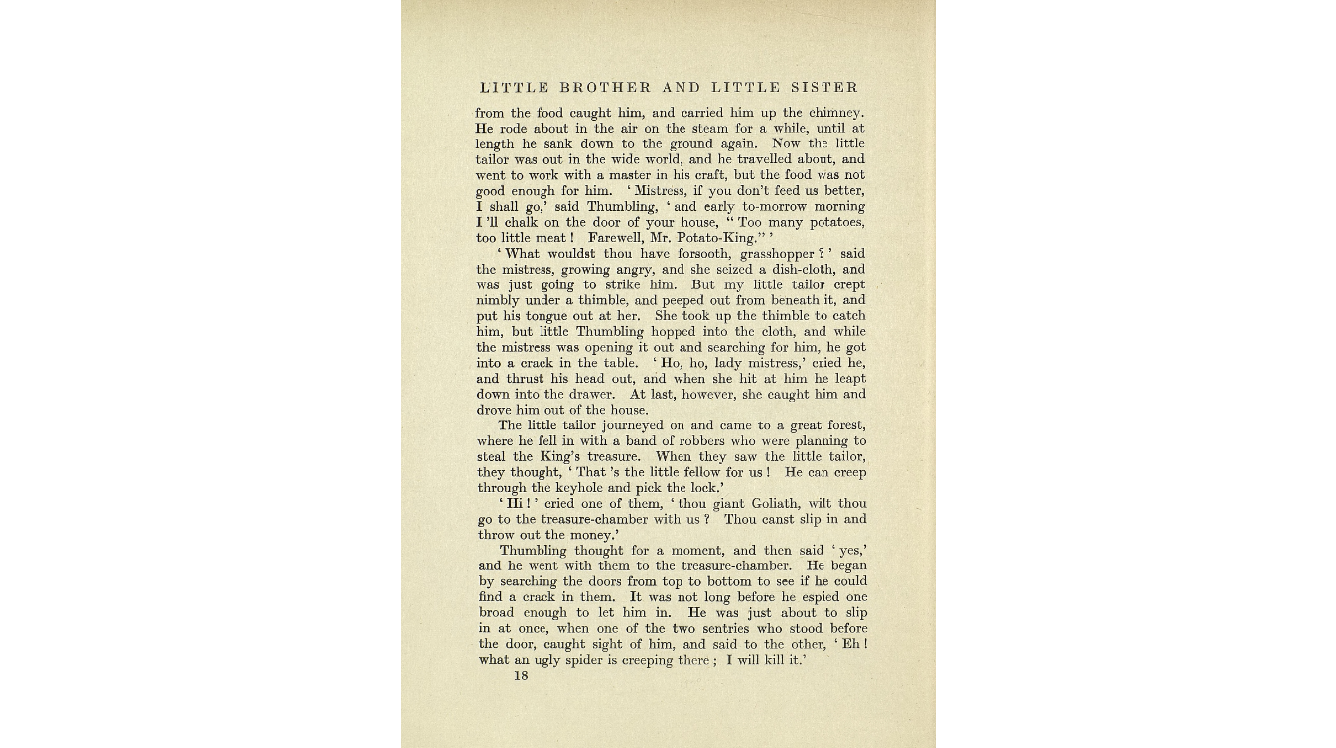 LITTLE BROTHER AND LITTLE SISTER
from the food caught him, and carried him up the chimney.
He rode about in the air on the steam for a while, until at
length he sank down to the ground again. Now the little
tailor was out in the wide world, and he travelled about, and
went to work with a master in his craft, but the food was not
good enough for him. ‘ Mistress, if you don’t feed us better,
I shall go,’ said Thumbling, ‘ and early to-morrow morning
I ’ll chalk on the door of your house, “ Too many potatoes,
too little meat ! Farewell, Mr. Potato-King.” ’
‘ What wouldst thou have forsooth, grasshopper ? ’ said
the mistress, growing angry, and she seized a dish-cloth, and
was just going to strike him. But my little tailor crept
nimbly under a thimble, and peeped out from beneath it, and
put his tongue out at her. She took up the thimble to catch
him, but little Thumbling hopped into the cloth, and while
the mistress was opening it out and searching for him, he got
into a crack in the table. ‘ Ho, ho, lady mistress,’ cried he,
and thrust his head out, and when she hit at him he leapt
down into the drawer. At last, however, she caught him and
drove him out of the house.
The little tailor journeyed on and came to a great forest,
where he fell in with a band of robbers who were planning to
steal the King’s treasure. When they saw the little tailor,
they thought, ‘ That ’s the little fellow for us ! He can creep
through the keyhole and pick the lock.’
‘ Hi ! ’ cried one of them, ‘ thou giant Goliath, wilt thou
go to the treasure-chamber with us ? Thou canst slip in and
throw out the money.’
Thumbling thought for a moment, and then said ‘ yes,’
and he went with them to the treasure-chamber. He began
by searching the doors from top to bottom to see if he could
find a crack in them. It was not long before he espied one
broad enough to let him in. He was just about to slip
in at once, when one of the two sentries who stood before
the door, caught sight of him, and said to the other, ‘ Eh !
what an ugly spider is creeping there ; I will kill it.’
18